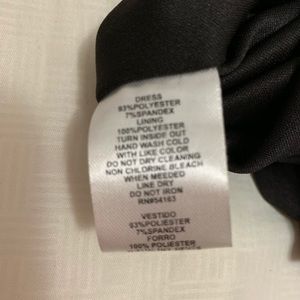 DRESS
93%POLYESTER
7%SPANDEX
LINING
100%POLYESTER
TURN INSIDE OUT
HAND WASH COLD
WITH LIKE COLOR
DO NOT DRY CLEANING
NON CHLORINE BLEACH
WHEN NEEDED
LINE DRY
DO NOT IRON
RN#54163
VESTIDO
93%POLIESTER
7%SPANDEX
FORRO
100% POLIESTER